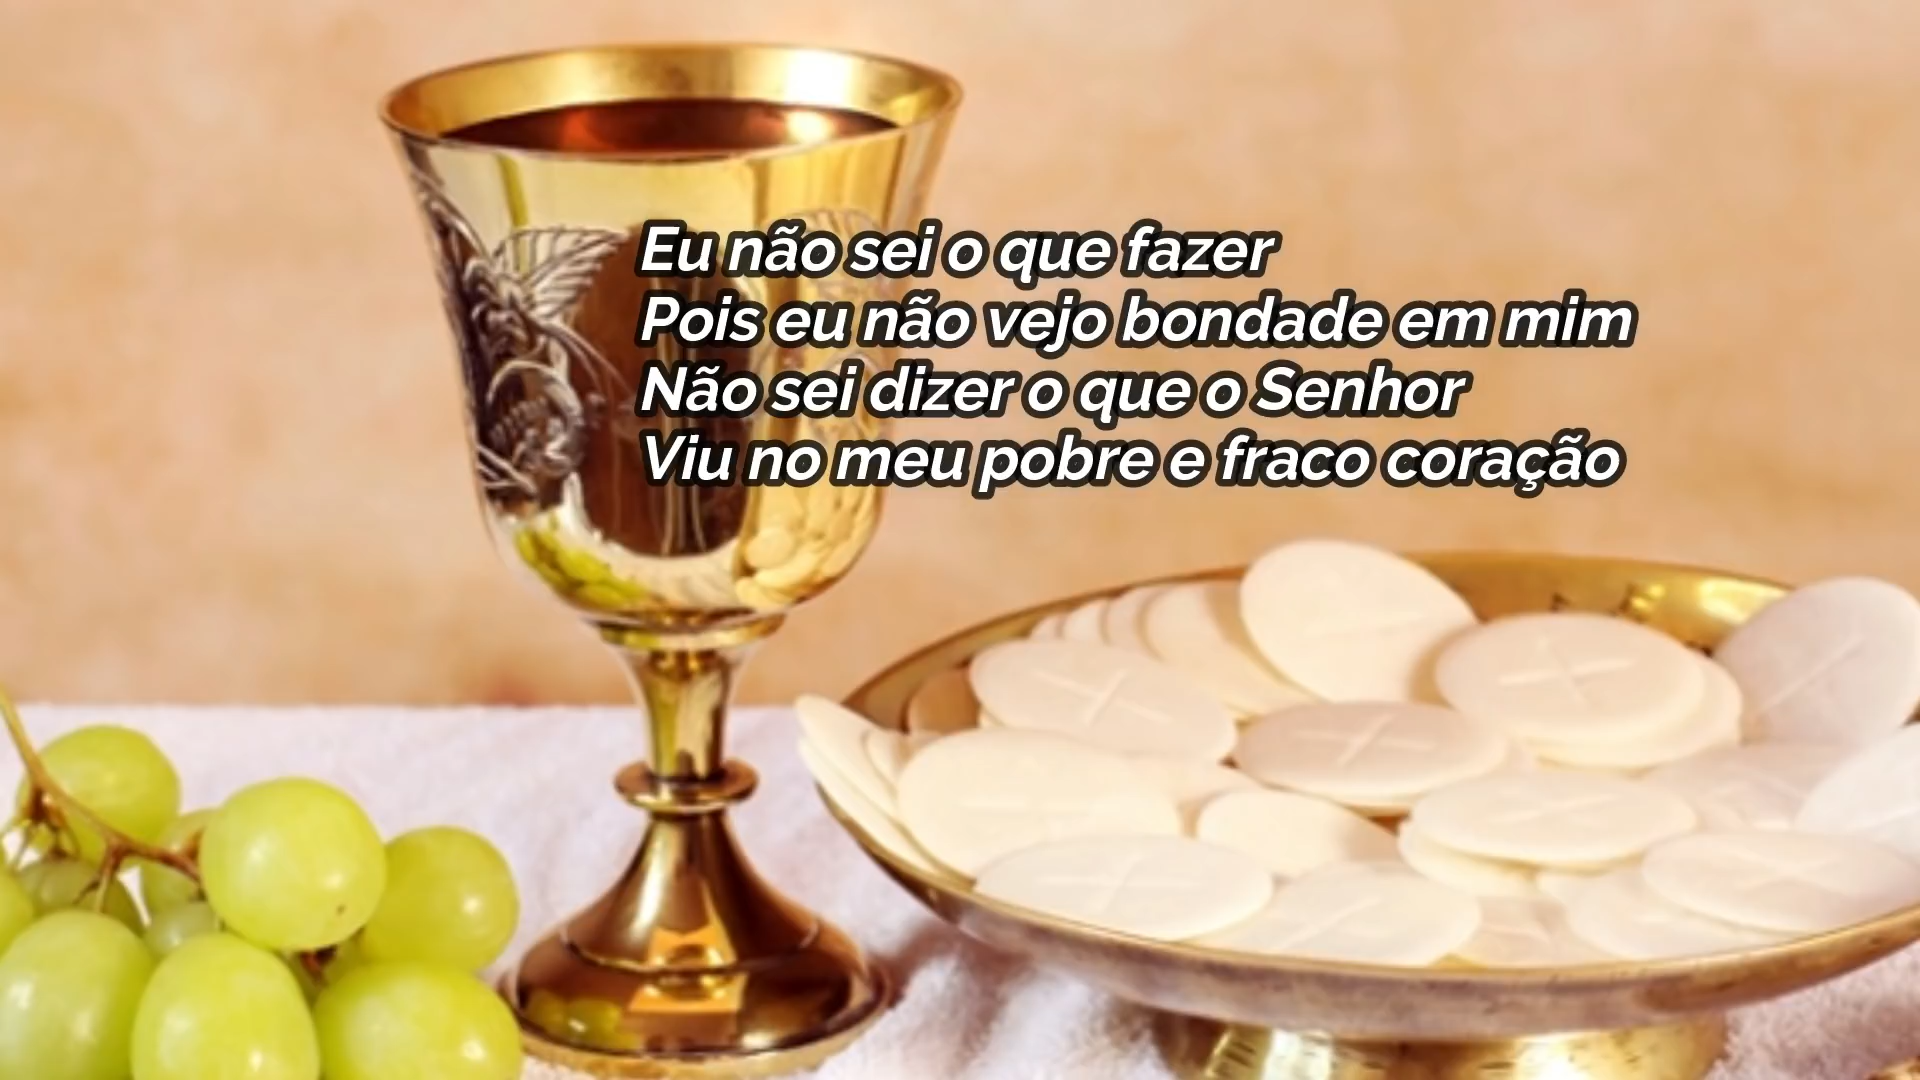 Eu não sei o que fazer
Pois eu não vejo bondade em mim
Não sei dizer o que o Senhor
Viu no meu pobre e fraco coração